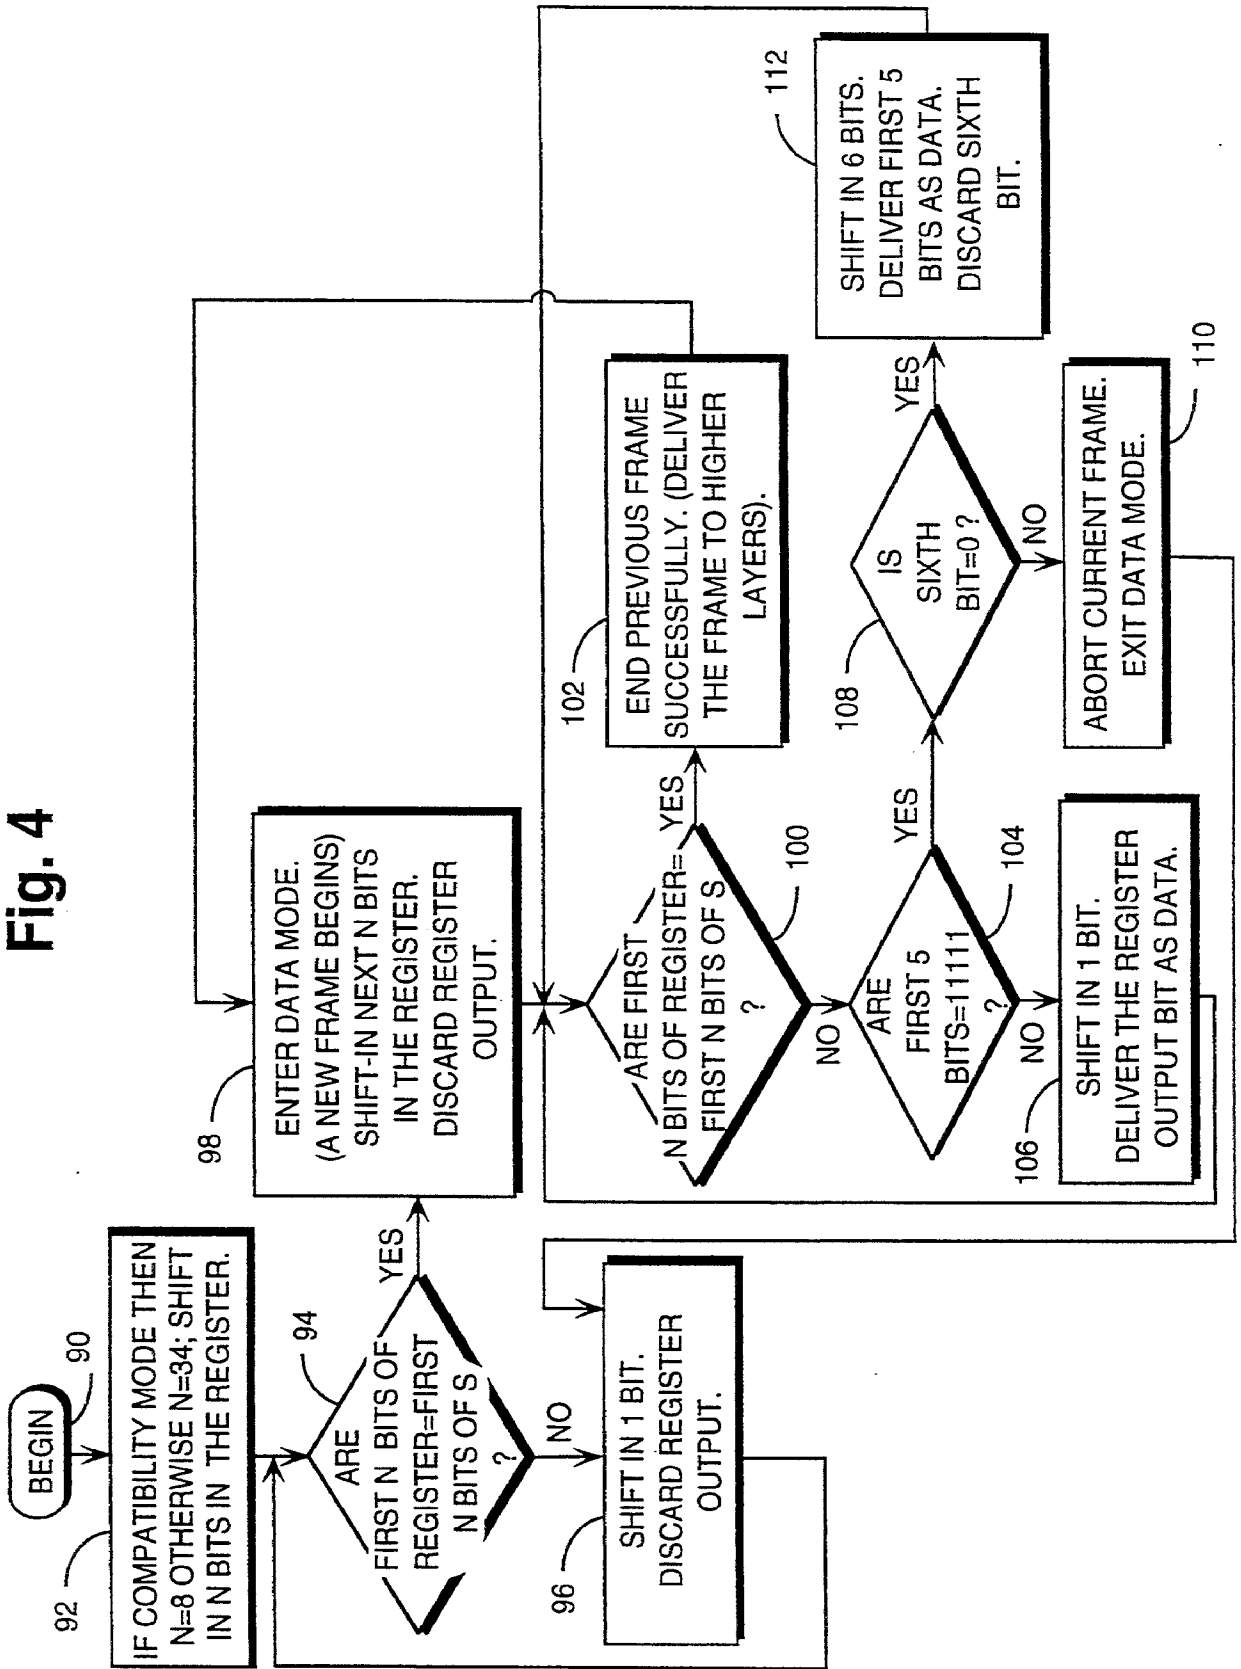 Fig. 4
BEGIN
90
92
IF COMPATIBILITY MODE THEN
N=8 OTHERWISE N=34; SHIFT
IN N BITS IN THE REGISTER.
94
ARE
FIRST N BITS OF
REGISTER=FIRST
N BITS OF S
?
YES
NO
96
SHIFT IN 1 BIT.
DISCARD REGISTER
OUTPUT.
98
ENTER DATA MODE.
(A NEW FRAME BEGINS)
SHIFT-IN NEXT N BITS
IN THE REGISTER.
DISCARD REGISTER
OUTPUT.
ARE FIRST
N BITS OF REGISTER=
FIRST N BITS OF S
?
100
YES
NO
102
END PREVIOUS FRAME
SUCCESSFULLY. (DELIVER
THE FRAME TO HIGHER
LAYERS).
ARE
FIRST 5
BITS=11111
?
104
YES
NO
106
SHIFT IN 1 BIT.
DELIVER THE REGISTER
OUTPUT BIT AS DATA.
108
IS
SIXTH
BIT=0 ?
YES
NO
110
ABORT CURRENT FRAME.
EXIT DATA MODE.
112
SHIFT IN 6 BITS.
DELIVER FIRST 5
BITS AS DATA.
DISCARD SIXTH
BIT.